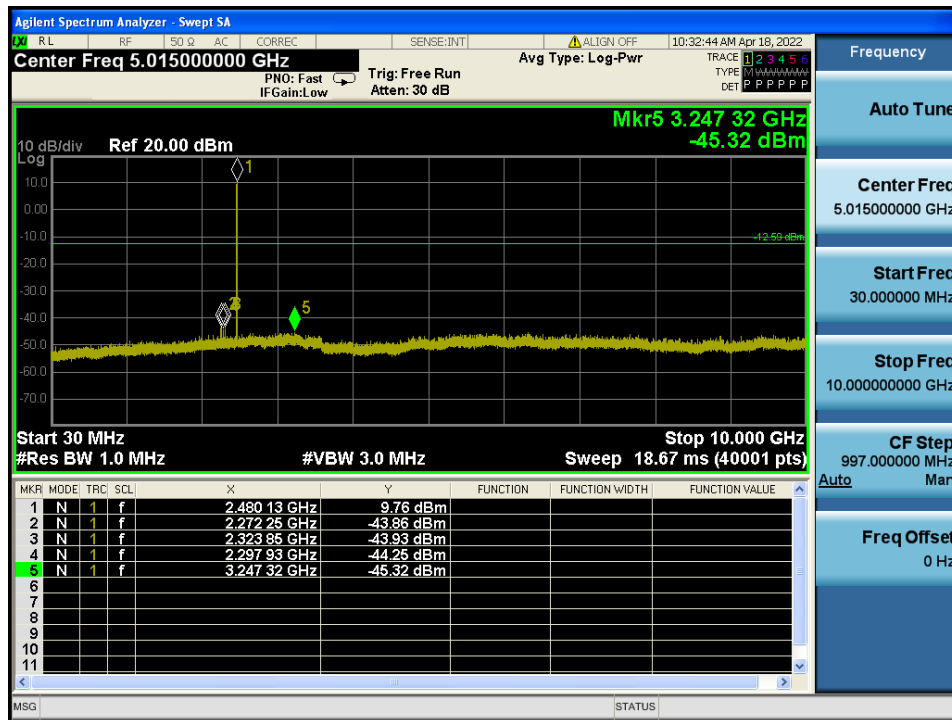 Agilent Spectrum Analyzer - Swept SA
LXI RL RF 50 Ω AC CORREC SENSE:INT ALIGN OFF 10:32:44 AM Apr 18, 2022
Center Freq 5.015000000 GHz
PNO: Fast
IFGain:Low
Trig: Free Run
Atten: 30 dB
Avg Type: Log-Pwr
TRACE 1 2 3 4 5 6
TYPE M
DET P P P P P P
Mkr5 3.247 32 GHz
-45.32 dBm
10 dB/div Ref 20.00 dBm
Log
10.0
0.00
-10.0
-20.0
-30.0
-40.0
-50.0
-60.0
-70.0
1
5
-12.59 dBm
Start 30 MHz Stop 10.000 GHz
#Res BW 1.0 MHz #VBW 3.0 MHz Sweep 18.67 ms (40001 pts)
MKR MODE TRC SCL X Y FUNCTION FUNCTION WIDTH FUNCTION VALUE
1 N 1 f 2.480 13 GHz 9.76 dBm
2 N 1 f 2.272 25 GHz -43.86 dBm
3 N 1 f 2.323 85 GHz -43.93 dBm
4 N 1 f 2.297 93 GHz -44.25 dBm
5 N 1 f 3.247 32 GHz -45.32 dBm
6
7
8
9
10
11
MSG STATUS
Frequency
Auto Tune
Center Freq
5.015000000 GHz
Start Freq
30.000000 MHz
Stop Freq
10.000000000 GHz
CF Step
997.000000 MHz
Auto Man
Freq Offset
0 Hz